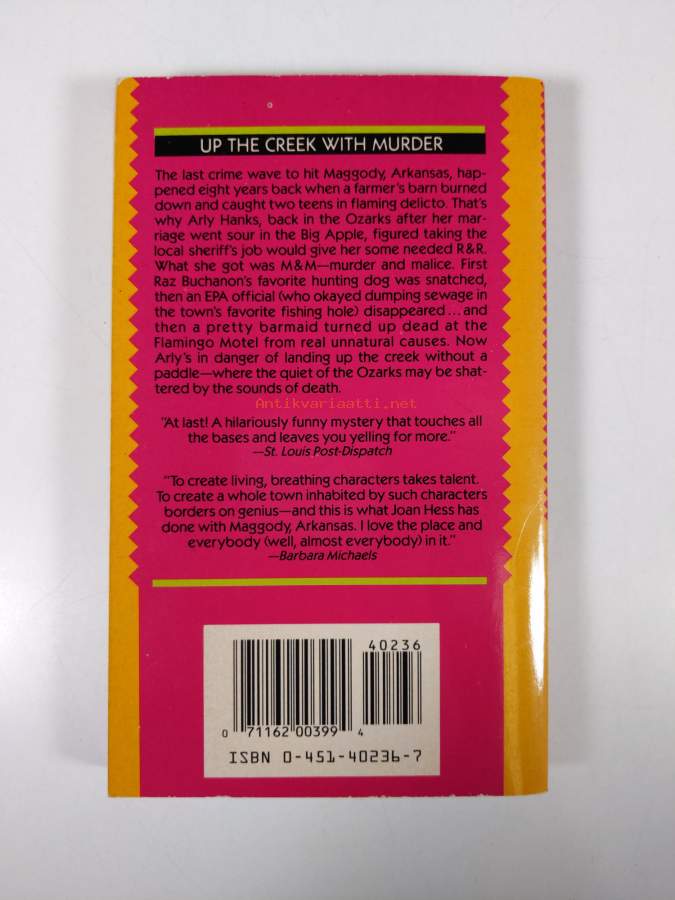 UP THE CREEK WITH MURDER
The last crime wave to hit Maggody, Arkansas, hap-
pened eight years back when a farmer's barn burned
down and caught two teens in flaming delicto. That's
why Arly Hanks, back in the Ozarks after her mar-
riage went sour in the Big Apple, figured taking the
local sheriff's job would give her some needed R&R.
What she got was M&M—murder and malice. First
Raz Buchanon's favorite hunting dog was snatched,
then an EPA official (who okayed dumping sewage in
the town's favorite fishing hole) disappeared...and
then a pretty barmaid turned up dead at the
Flamingo Motel from real unnatural causes. Now
Arly's in danger of landing up the creek without a
paddle—where the quiet of the Ozarks may be shat-
tered by the sounds of death.
Antikvariaatti.net
"At last! A hilariously funny mystery that touches all
the bases and leaves you yelling for more."
—St. Louis Post-Dispatch
"To create living, breathing characters takes talent.
To create a whole town inhabited by such characters
borders on genius—and this is what Joan Hess has
done with Maggody, Arkansas. I love the place and
everybody (well, almost everybody) in it."
—Barbara Michaels
40236
0 71162 00399 4
ISBN 0-451-40236-7